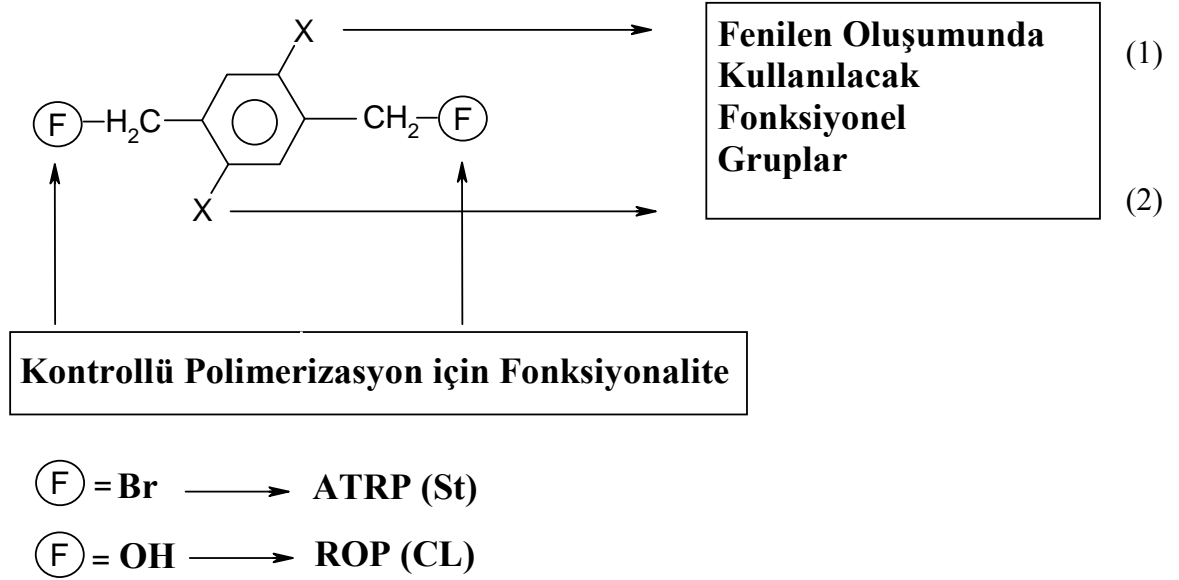 X
Fenilen Oluşumunda
Kullanılacak
Fonksiyonel
Gruplar
(1)
F–H₂C
CH₂–F
X
(2)
Kontrollü Polimerizasyon için Fonksiyonalite
F = Br → ATRP (St)
F = OH → ROP (CL)